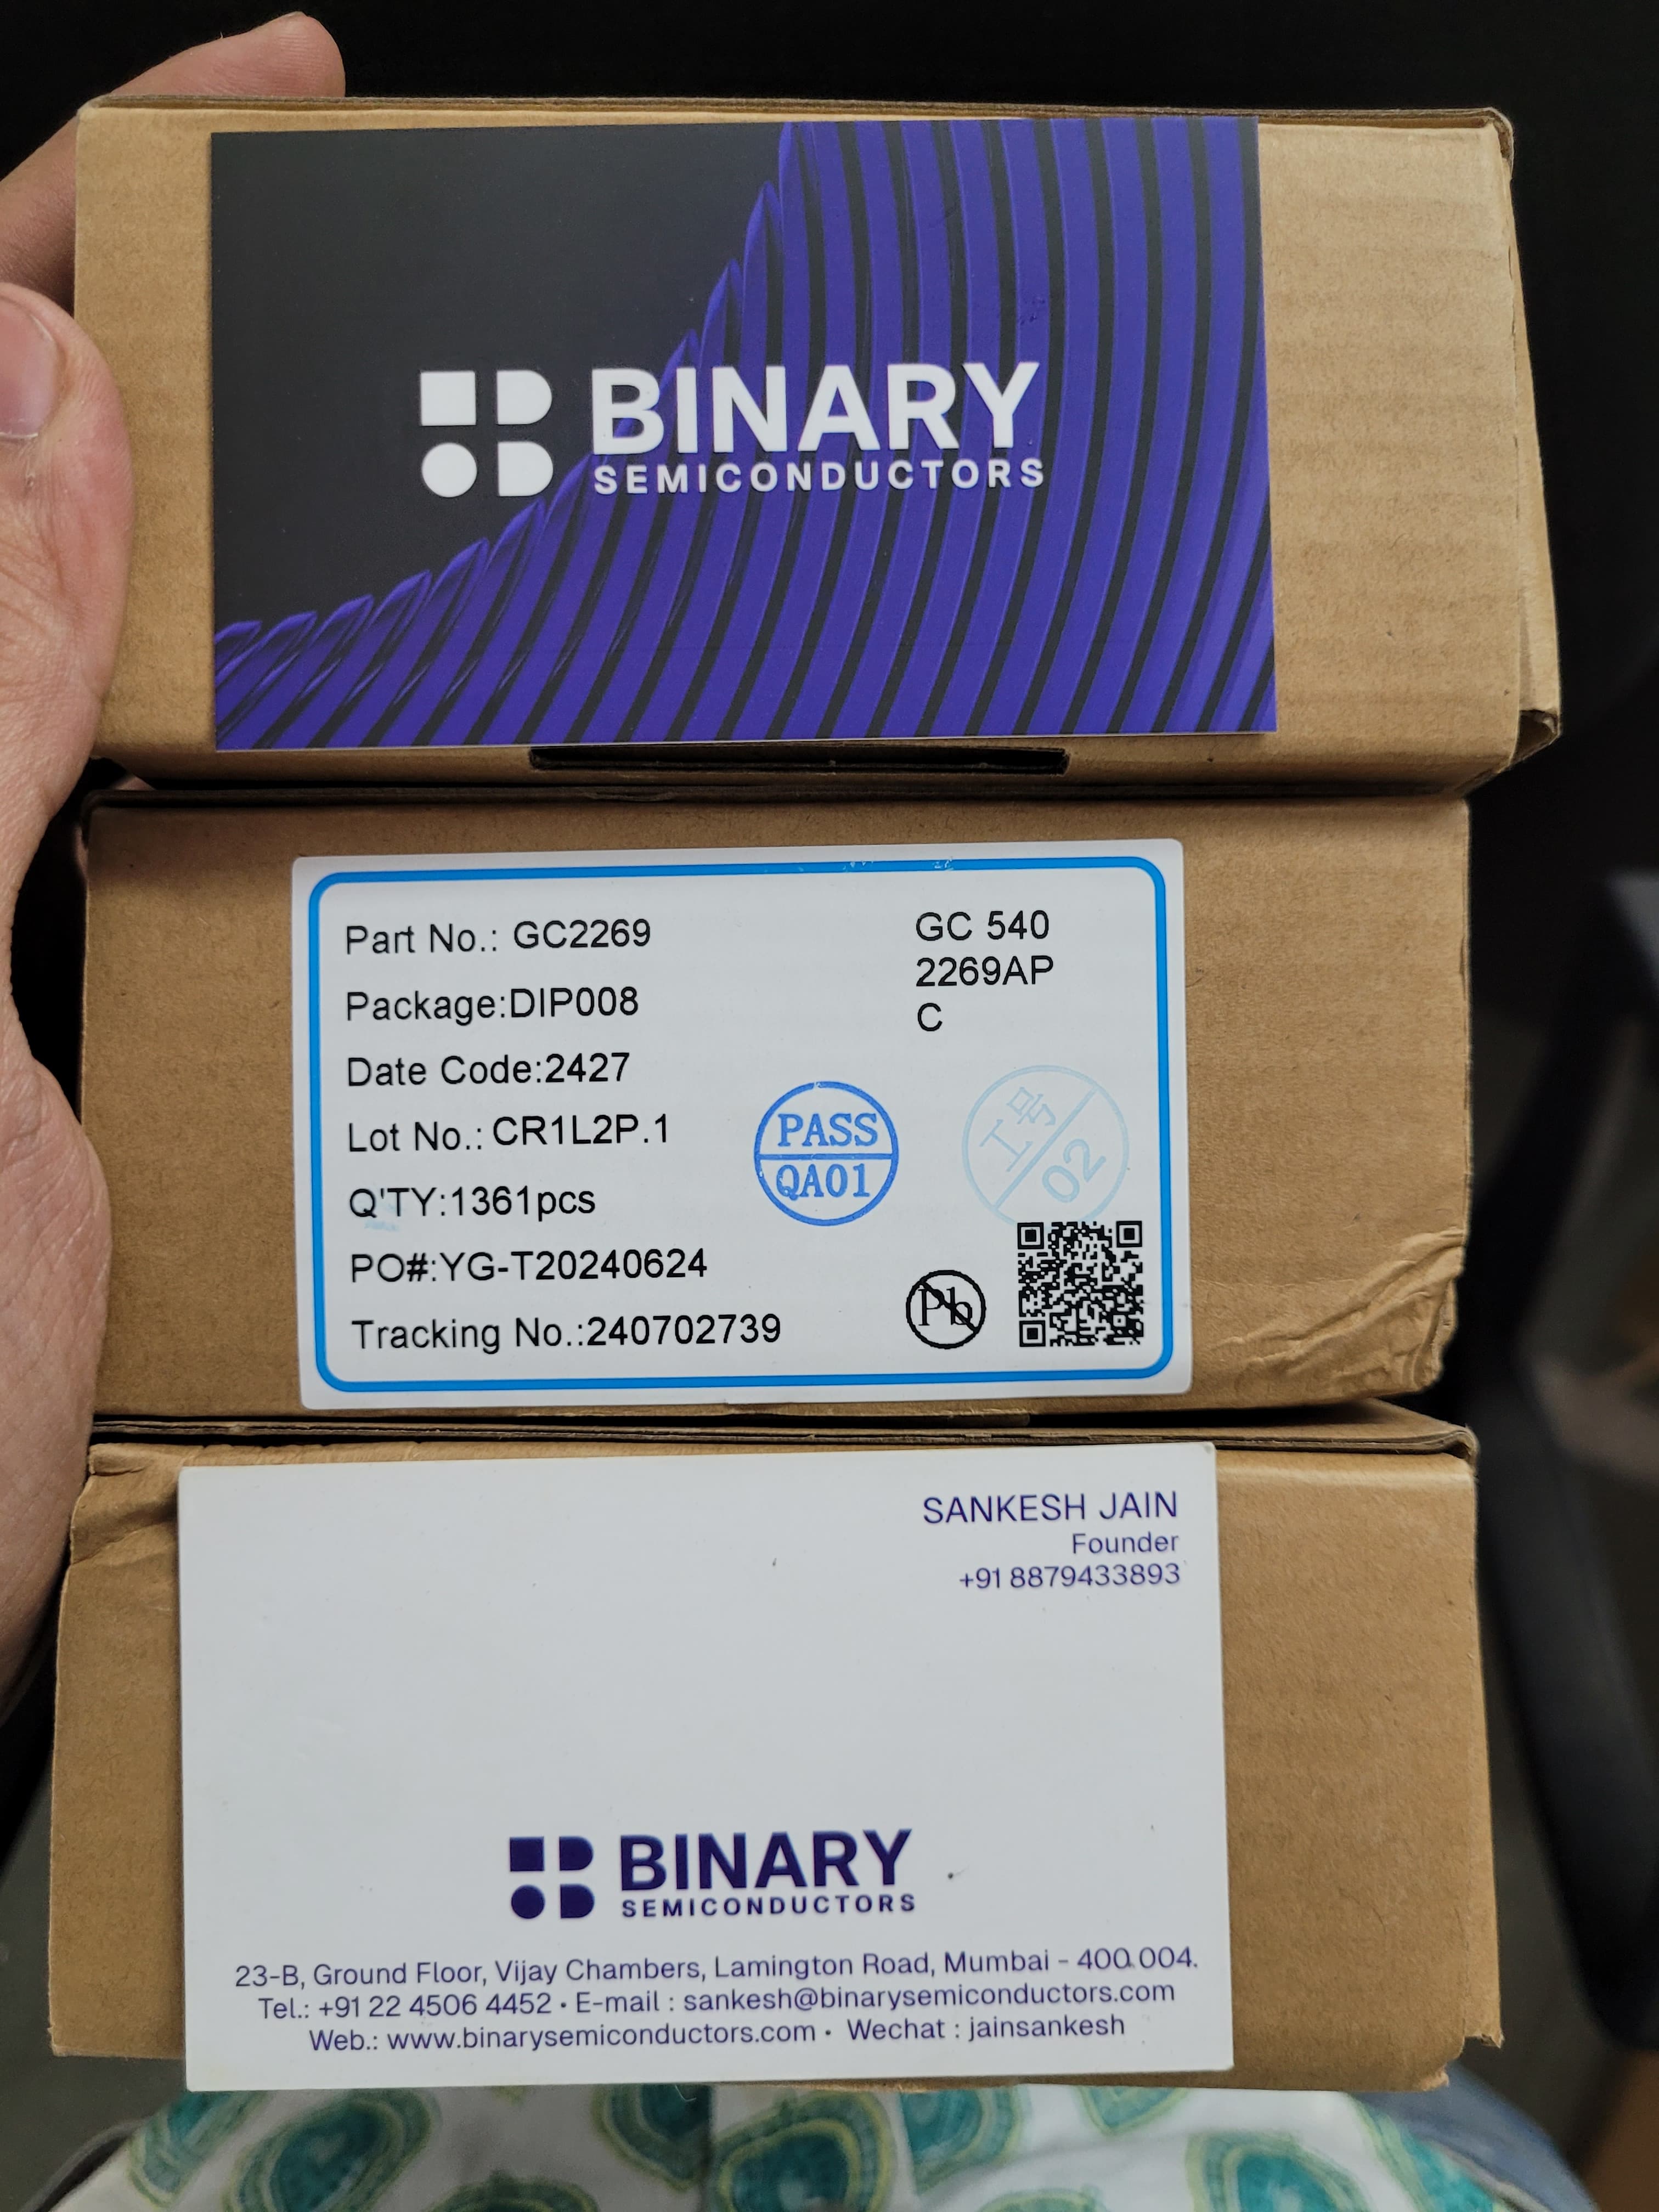 BINARY
SEMICONDUCTORS
Part No.: GC2269
GC 540
2269AP
C
Package:DIP008
Date Code:2427
Lot No.: CR1L2P.1
PASS
QA01
工号
02
Q'TY:1361pcs
PO#:YG-T20240624
Pb
Tracking No.:240702739
SANKESH JAIN
Founder
+91 8879433893
BINARY
SEMICONDUCTORS
23-B, Ground Floor, Vijay Chambers, Lamington Road, Mumbai - 400 004.
Tel.: +91 22 4506 4452 • E-mail : sankesh@binarysemiconductors.com
Web.: www.binarysemiconductors.com • Wechat : jainsankesh